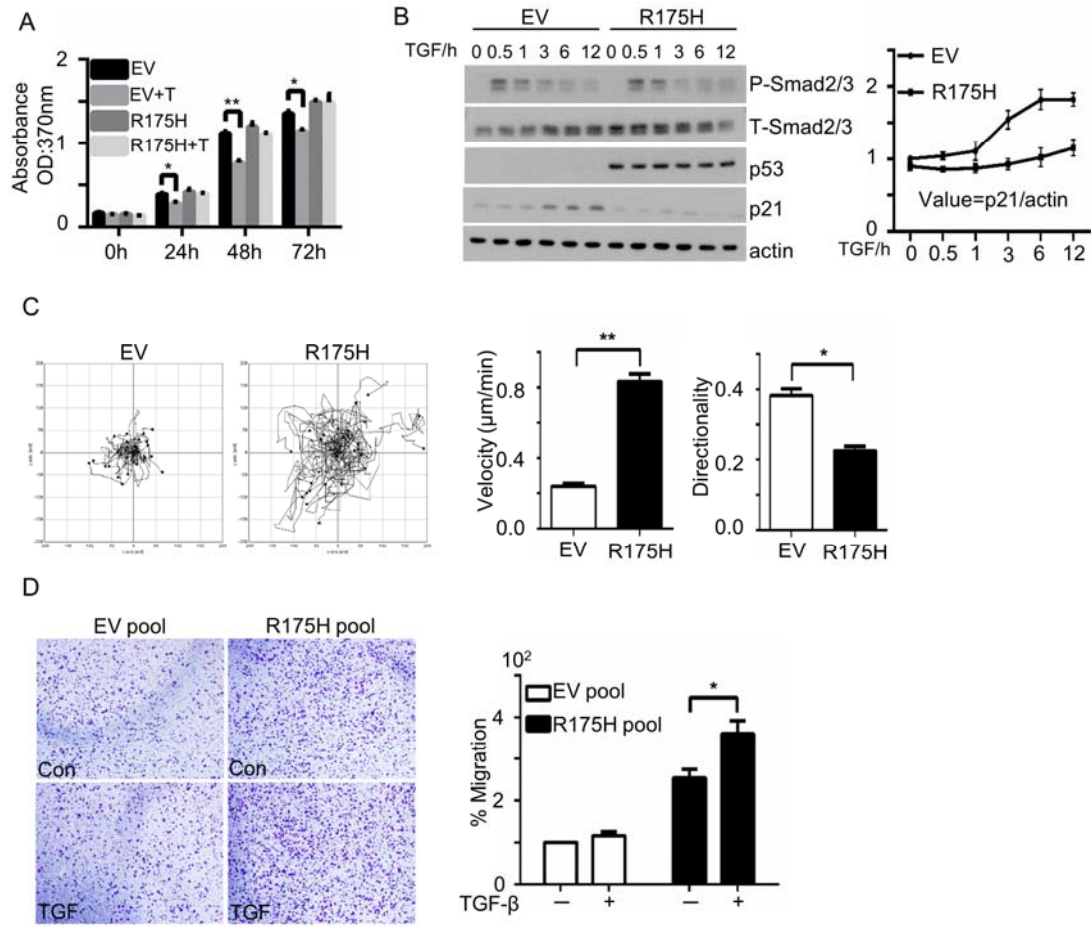 A
Absorbance
OD:370nm
2
1
0
EV
EV+T
R175H
R175H+T
*
**
*
0h 24h 48h 72h
B
EV R175H
TGF/h 0 0.5 1 3 6 12 0 0.5 1 3 6 12
P-Smad2/3
T-Smad2/3
p53
p21
actin
EV
R175H
2
1
0
Value=p21/actin
TGF/h 0 0.5 1 3 6 12
C
EV R175H
Velocity (µm/min)
0.8
0.4
0.0
**
EV R175H
Directionality
0.4
0.2
0.0
*
EV R175H
D
EV pool R175H pool
Con Con
TGF TGF
10²
% Migration
4
2
0
EV pool
R175H pool
*
TGF-β – + – +